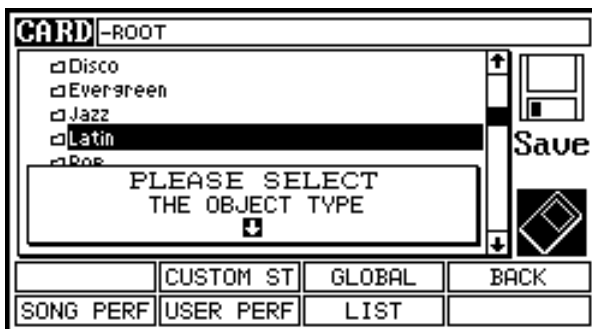 CARD -ROOT
Disco
Evergreen
Jazz
Latin
Pop
Save
PLEASE SELECT
THE OBJECT TYPE
CUSTOM ST GLOBAL BACK
SONG PERF USER PERF LIST